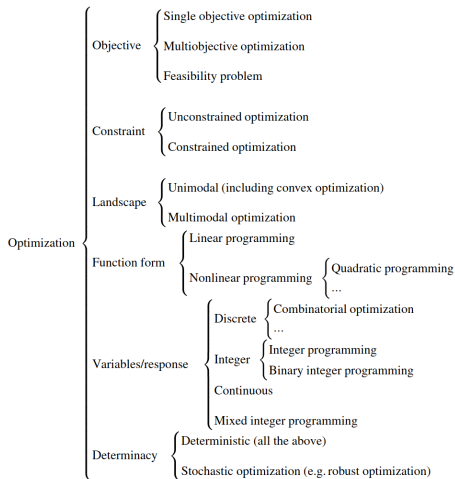 Single objective optimization
Objective
Multiobjective optimization
Feasibility problem
Unconstrained optimization
Constraint
Constrained optimization
Unimodal (including convex optimization)
Landscape
Multimodal optimization
Optimization
Linear programming
Function form
Nonlinear programming
Quadratic programming
...
Discrete
Combinatorial optimization
...
Variables/response
Integer
Integer programming
Binary integer programming
Continuous
Mixed integer programming
Deterministic (all the above)
Determinacy
Stochastic optimization (e.g. robust optimization)